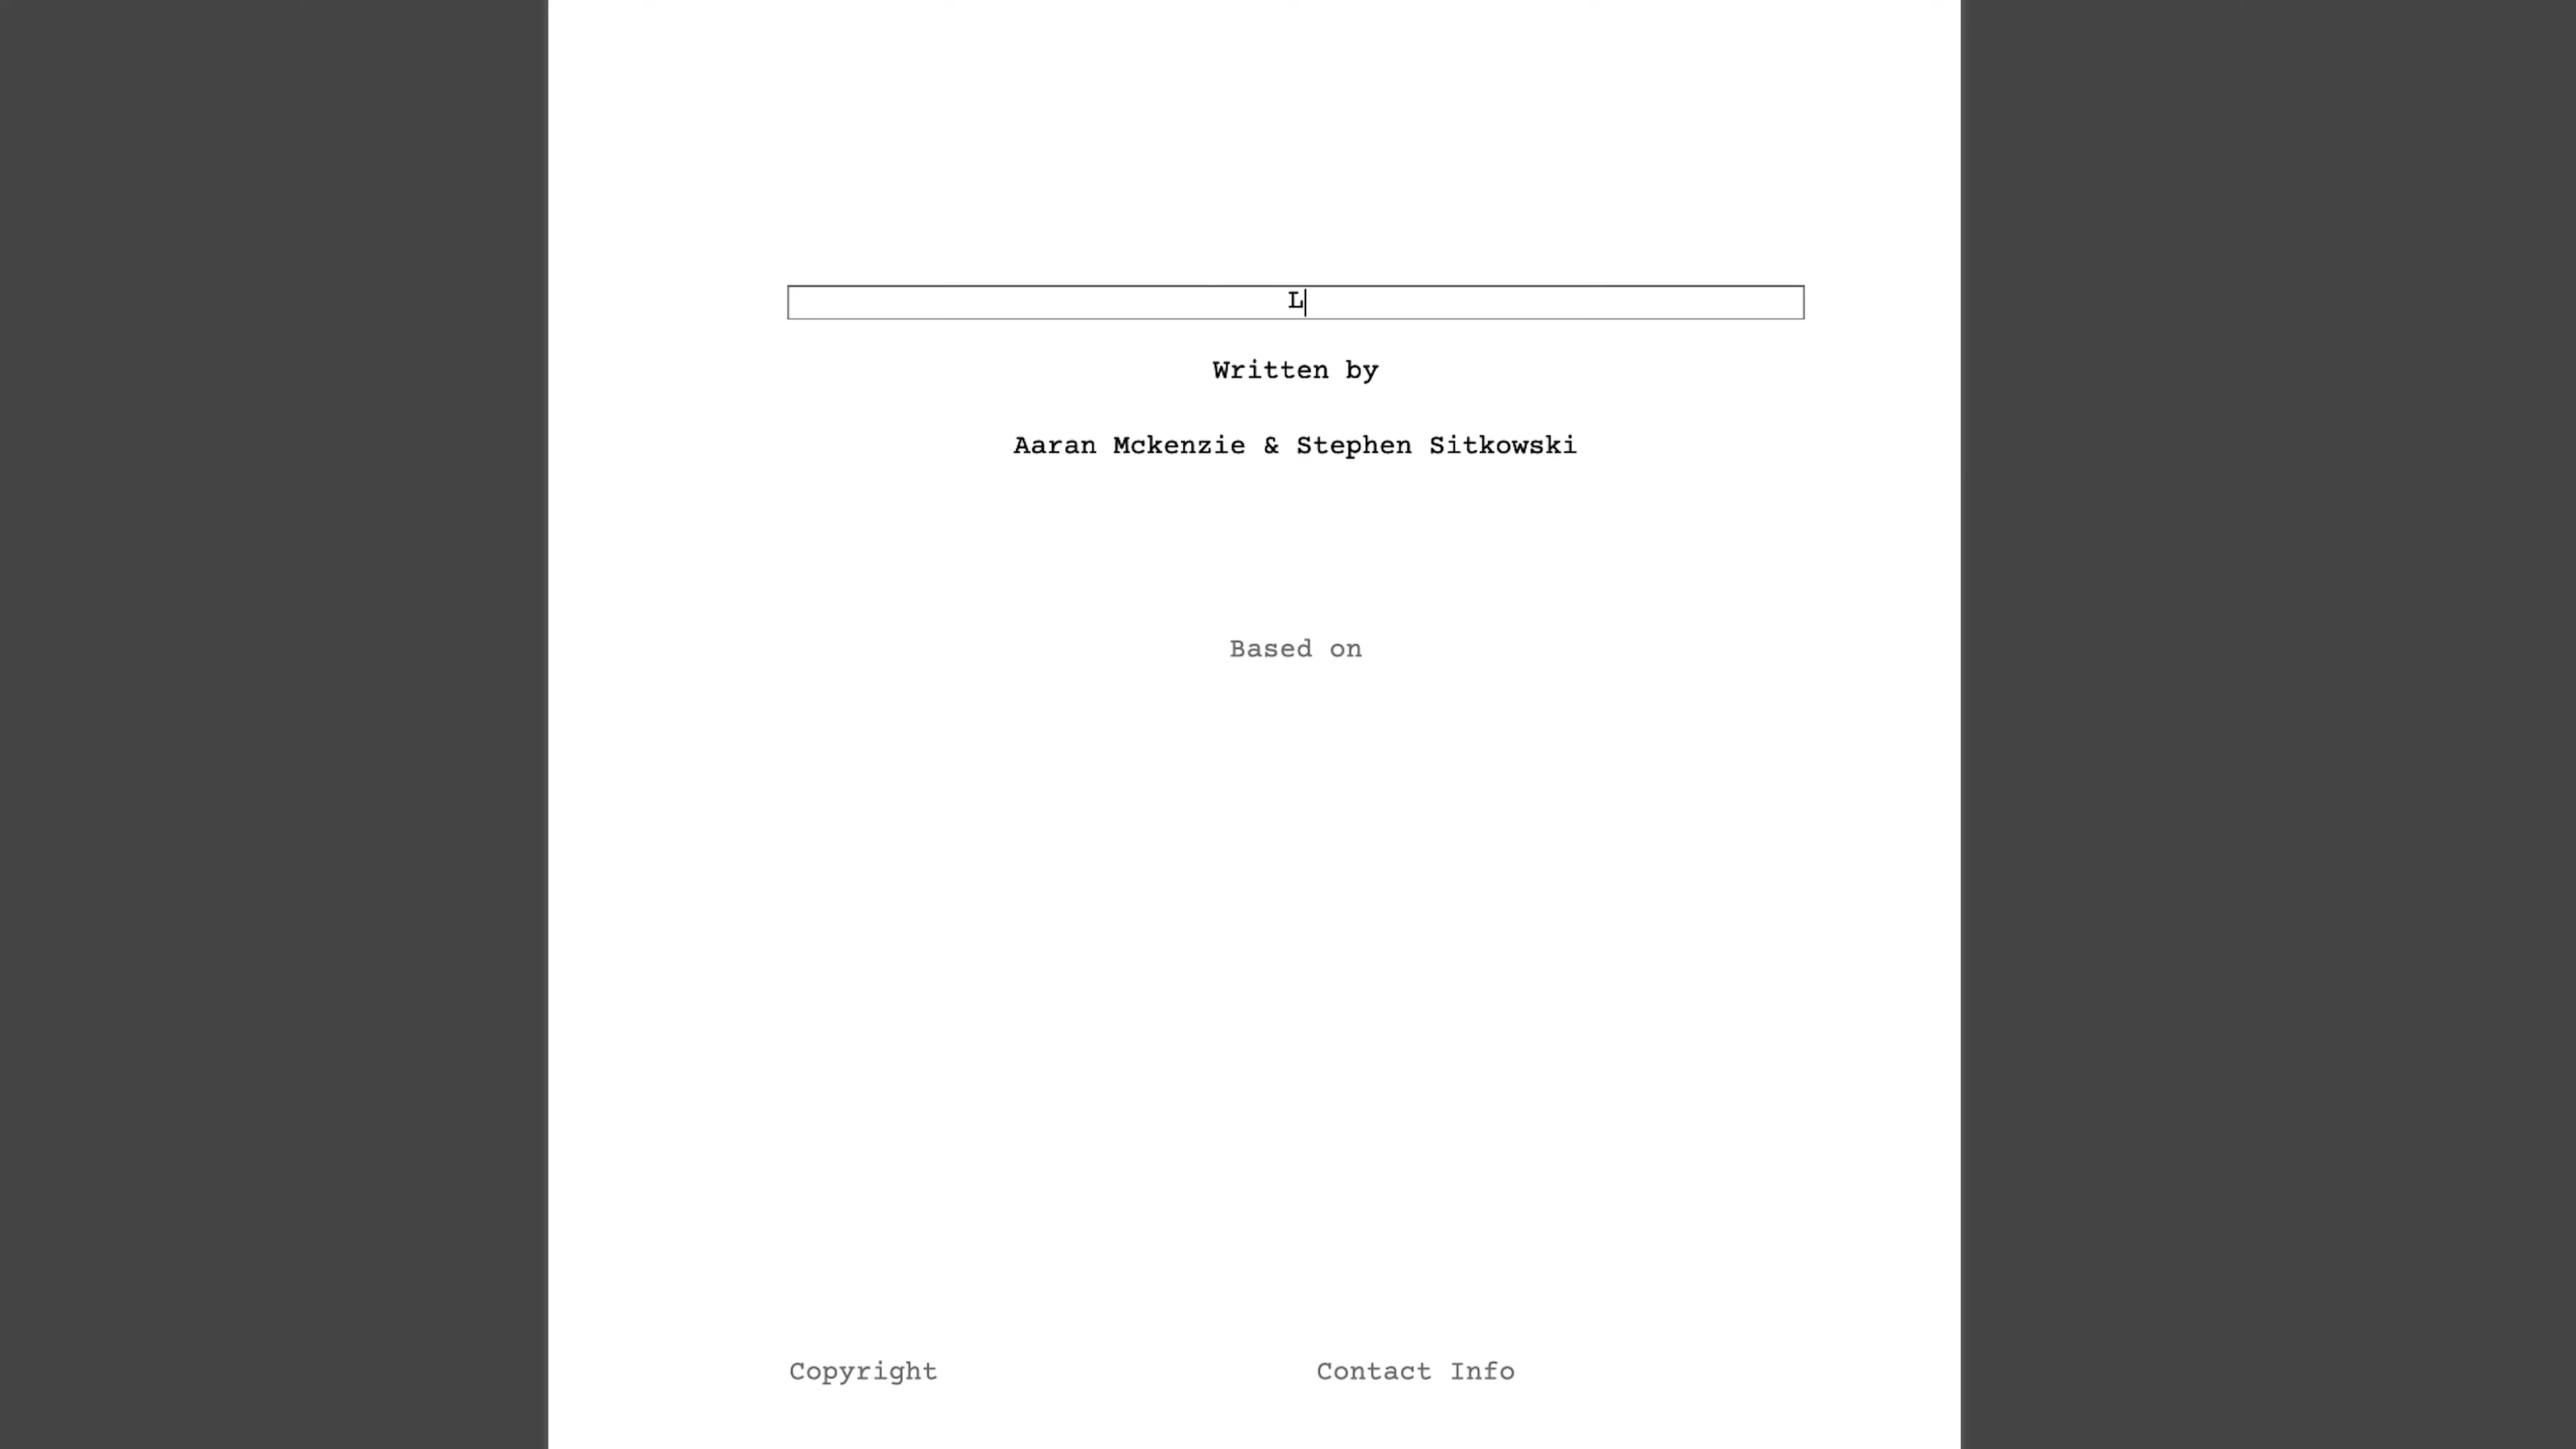 L
Written by
Aaran Mckenzie & Stephen Sitkowski
Based on
Copyright
Contact Info